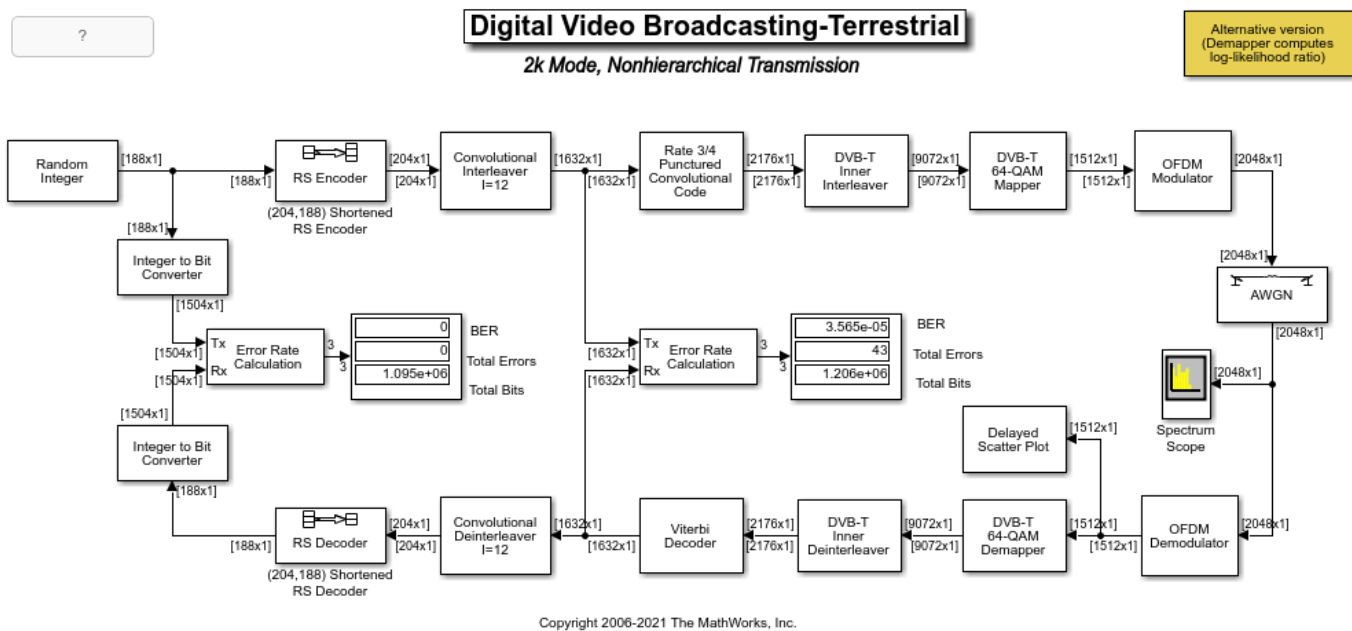 ?
Digital Video Broadcasting-Terrestrial
2k Mode, Nonhierarchical Transmission
Alternative version
(Demapper computes
log-likelihood ratio)
Random
Integer
[188x1]
[188x1]
RS Encoder
(204,188) Shortened
RS Encoder
[204x1]
[204x1]
Convolutional
Interleaver
I=12
[1632x1]
[1632x1]
Rate 3/4
Punctured
Convolutional
Code
[2176x1]
[2176x1]
DVB-T
Inner
Interleaver
[9072x1]
[9072x1]
DVB-T
64-QAM
Mapper
[1512x1]
[1512x1]
OFDM
Modulator
[2048x1]
[2048x1]
AWGN
[2048x1]
[188x1]
Integer to Bit
Converter
[1504x1]
[1504x1]
Tx
Rx
Error Rate
Calculation
3
3
0
0
1.095e+06
BER
Total Errors
Total Bits
[1504x1]
[1504x1]
Integer to Bit
Converter
[188x1]
[1632x1]
[1632x1]
Tx
Rx
Error Rate
Calculation
3
3
3.565e-05
43
1.206e+06
BER
Total Errors
Total Bits
[2048x1]
Spectrum
Scope
Delayed
Scatter Plot
[1512x1]
[188x1]
RS Decoder
(204,188) Shortened
RS Decoder
[204x1]
[204x1]
Convolutional
Deinterleaver
I=12
[1632x1]
[1632x1]
Viterbi
Decoder
[2176x1]
[2176x1]
DVB-T
Inner
Deinterleaver
[9072x1]
[9072x1]
DVB-T
64-QAM
Demapper
[1512x1]
[1512x1]
OFDM
Demodulator
[2048x1]
Copyright 2006-2021 The MathWorks, Inc.